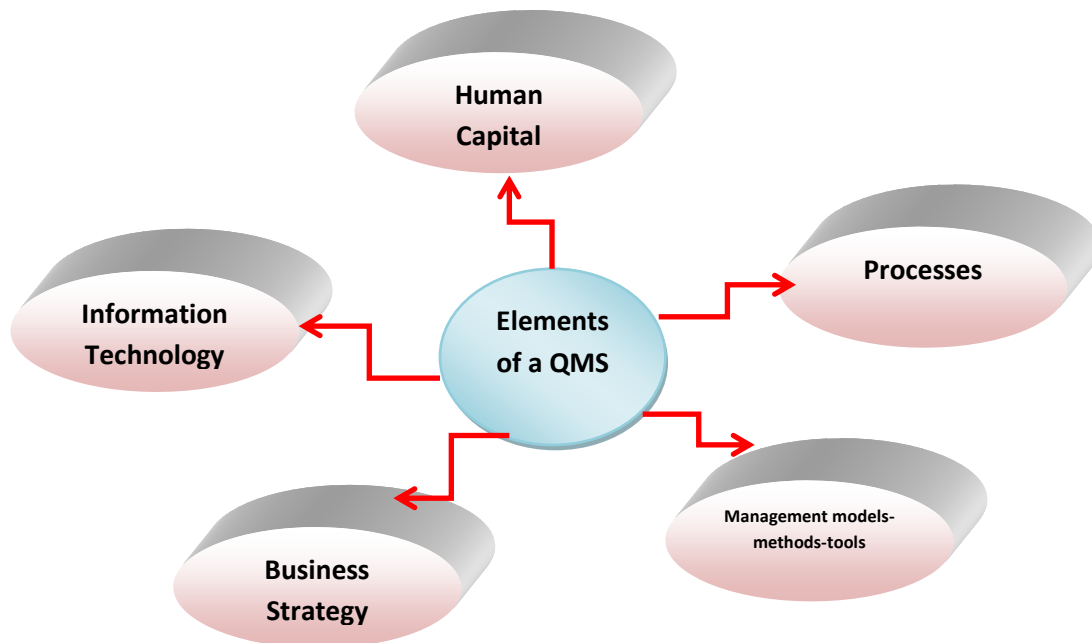 Human
Capital
Processes
Information
Technology
Elements
of a QMS
Management models-
methods-tools
Business
Strategy